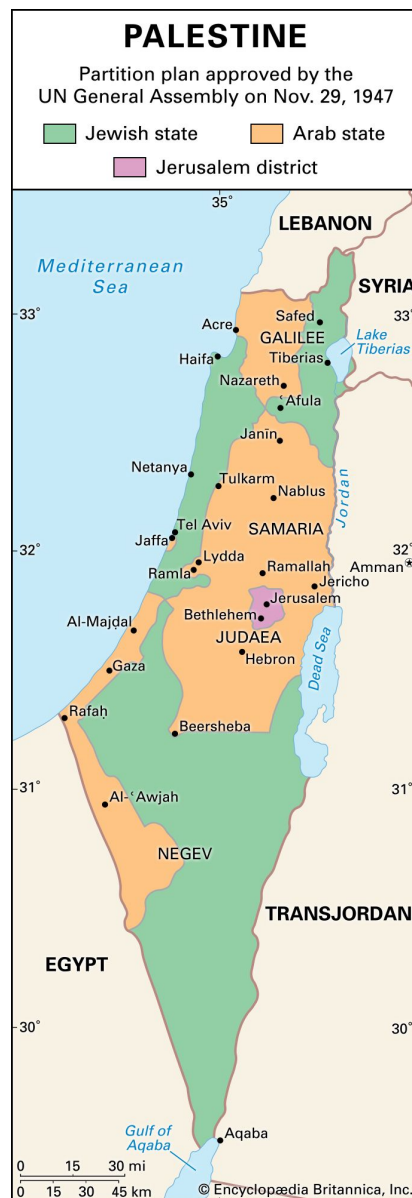 PALESTINE
Partition plan approved by the
UN General Assembly on Nov. 29, 1947
Jewish state
Arab state
Jerusalem district
35°
LEBANON
Mediterranean
Sea
SYRIA
33°
33°
Acre
Safed
GALILEE
Lake
Tiberias
Haifa
Tiberias
Nazareth
ʿAfula
Janīn
Netanya
Tulkarm
Nablus
Jordan
SAMARIA
Tel Aviv
Jaffa
32°
32°
Lydda
Ramla
Ramallah
Amman
Jericho
Jerusalem
Al-Majḍal
Bethlehem
JUDAEA
Dead Sea
Hebron
Gaza
Rafaḥ
Beersheba
31°
31°
Al-ʿAwjah
NEGEV
TRANSJORDAN
EGYPT
30°
30°
Gulf of
Aqaba
Aqaba
0 15 30 mi
0 15 30 45 km
© Encyclopædia Britannica, Inc.